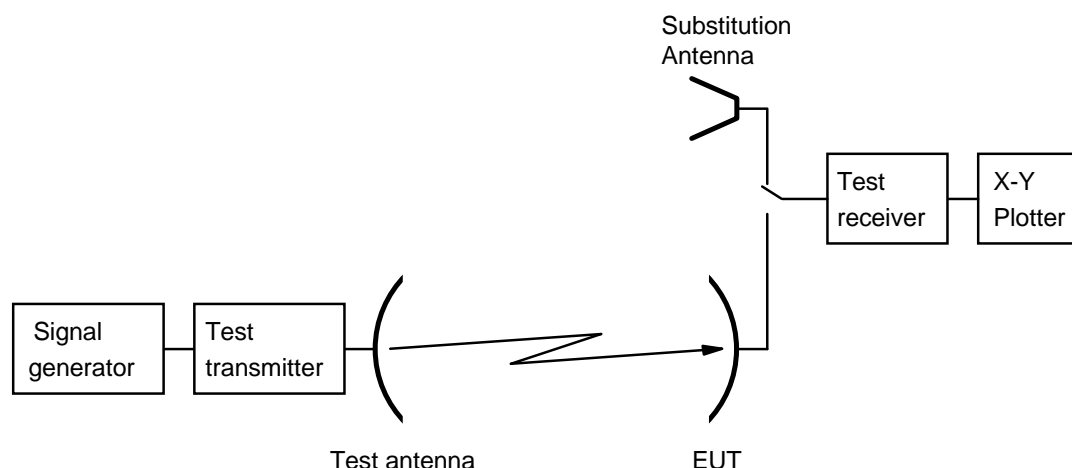 Substitution
Antenna
Test
receiver
X-Y
Plotter
Signal
generator
Test
transmitter
Test antenna
EUT